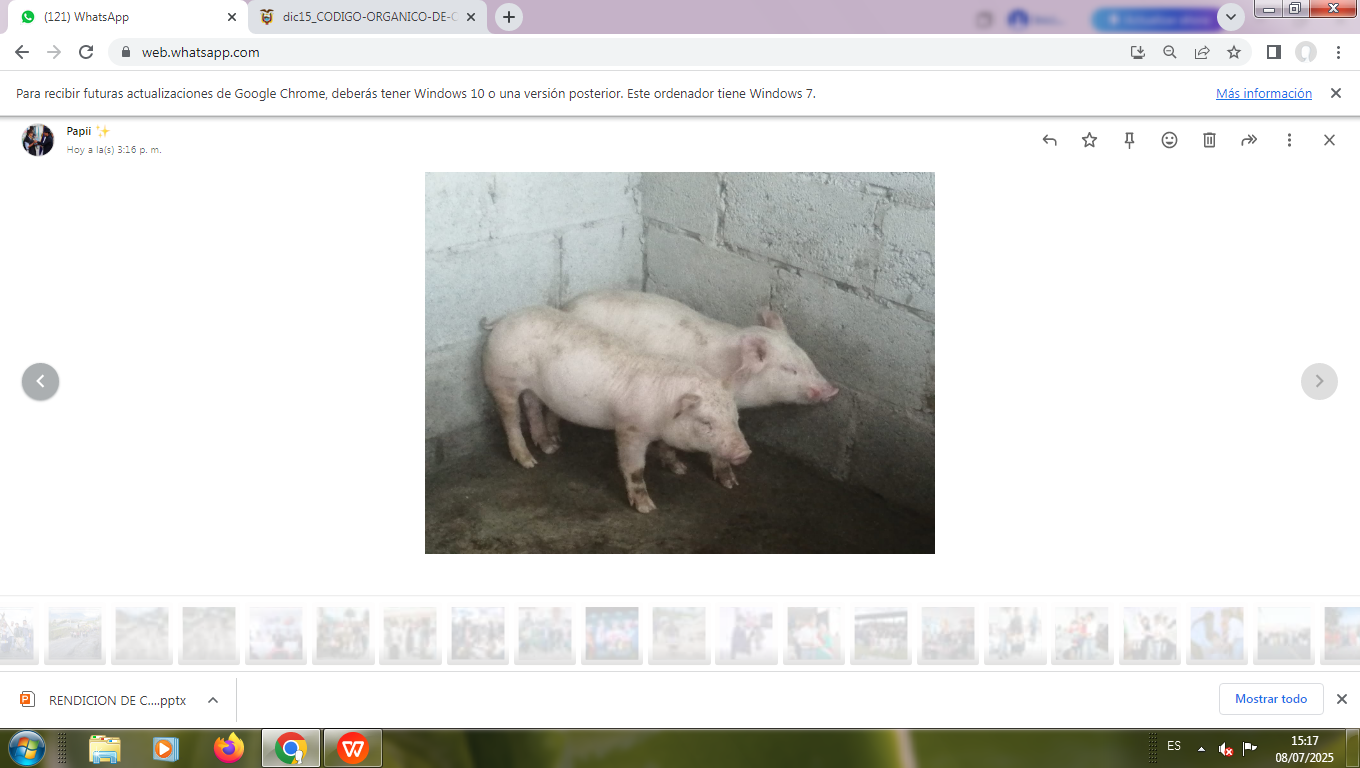 (121) WhatsApp
dic15_CODIGO-ORGANICO-DE-C
web.whatsapp.com
Para recibir futuras actualizaciones de Google Chrome, deberás tener Windows 10 o una versión posterior. Este ordenador tiene Windows 7.
Más información
Papii ✨
Hoy a la(s) 3:16 p. m.
RENDICION DE C....pptx
Mostrar todo
ES
15:17
08/07/2025